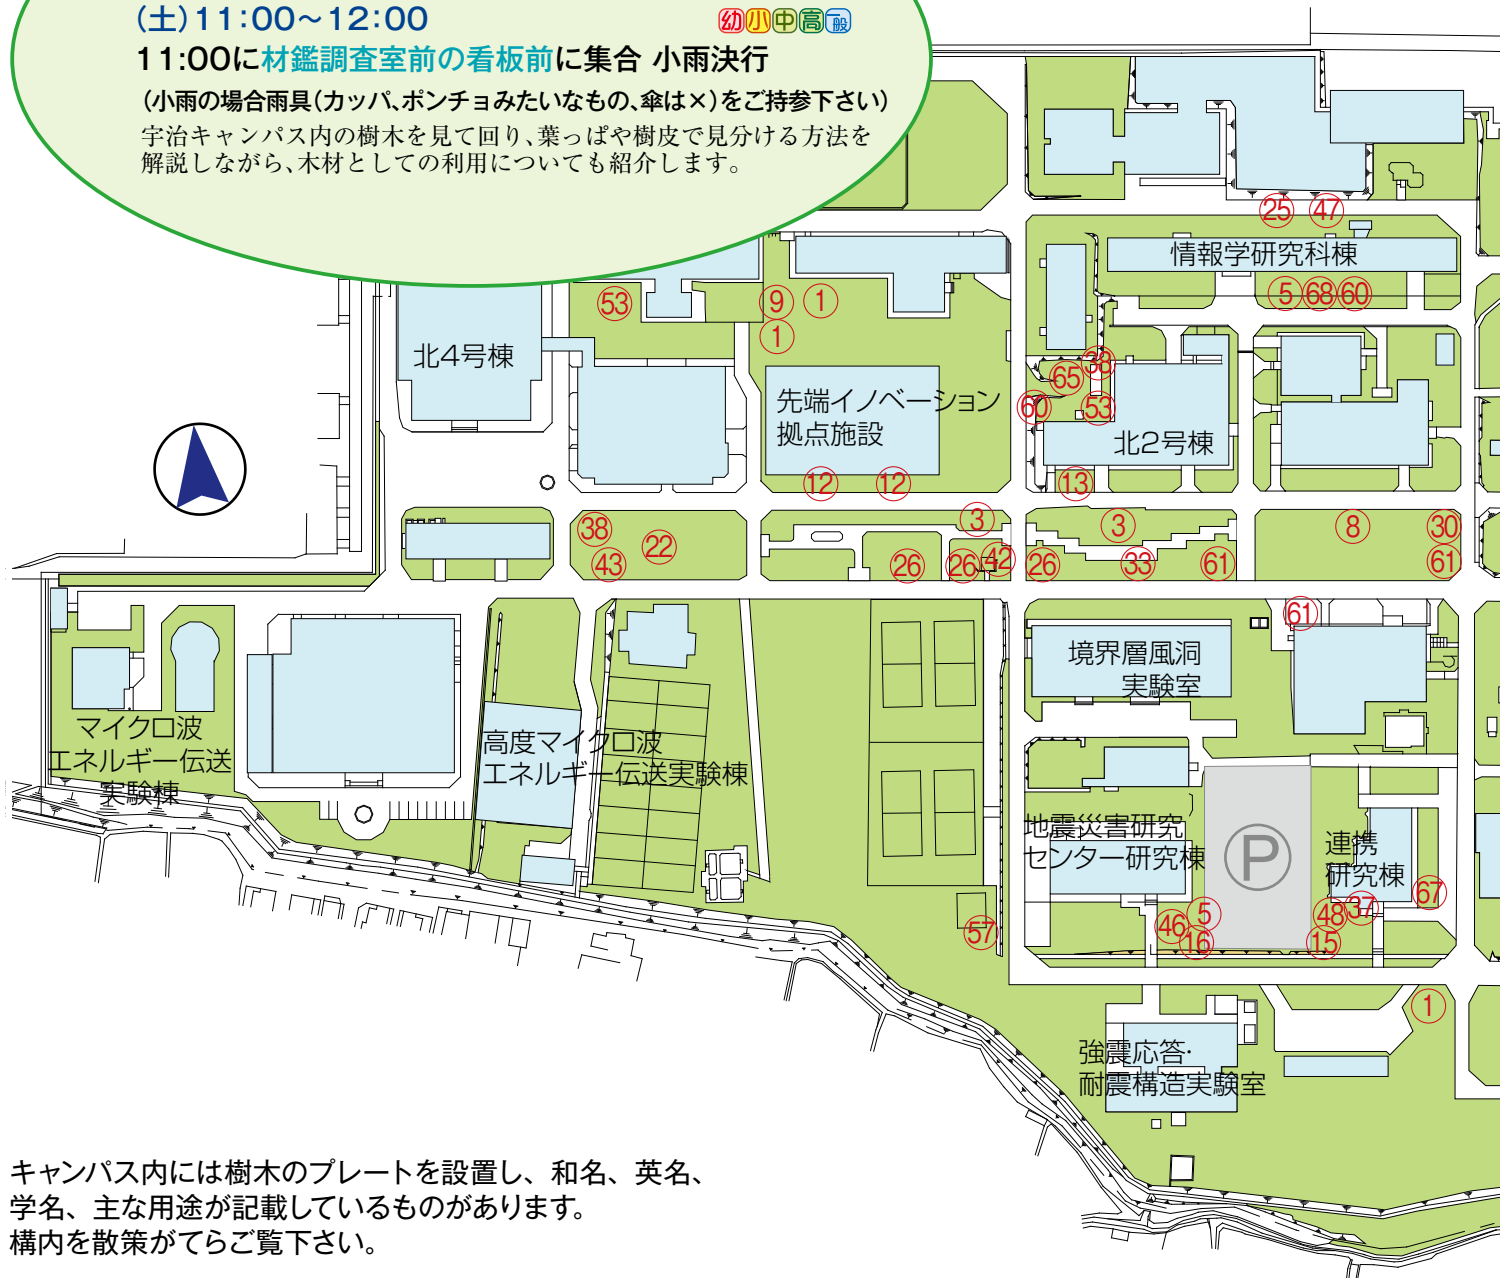 (土)11:00～12:00
幼小中高一般
11:00に材鑑調査室前の看板前に集合 小雨決行
(小雨の場合雨具(カッパ、ポンチョみたいなもの、傘は×)をご持参下さい)
宇治キャンパス内の樹木を見て回り、葉っぱや樹皮で見分ける方法を
解説しながら、木材としての利用についても紹介します。
25 47
情報学研究科棟
53 9 1 5 68 60
1
北4号棟
38
65
先端イノベーション
拠点施設
60 53
北2号棟
12 12 13
38 22 3 3 8 30
43 26 26 42 26 33 61 61
61
境界層風洞
実験室
マイクロ波
エネルギー伝送
実験棟
高度マイクロ波
エネルギー伝送実験棟
地震災害研究
センター研究棟
P
連携
研究棟
67
46 5 48 37
57 16 15
1
強震応答・
耐震構造実験室
キャンパス内には樹木のプレートを設置し、和名、英名、
学名、主な用途が記載しているものがあります。
構内を散策がてらご覧下さい。